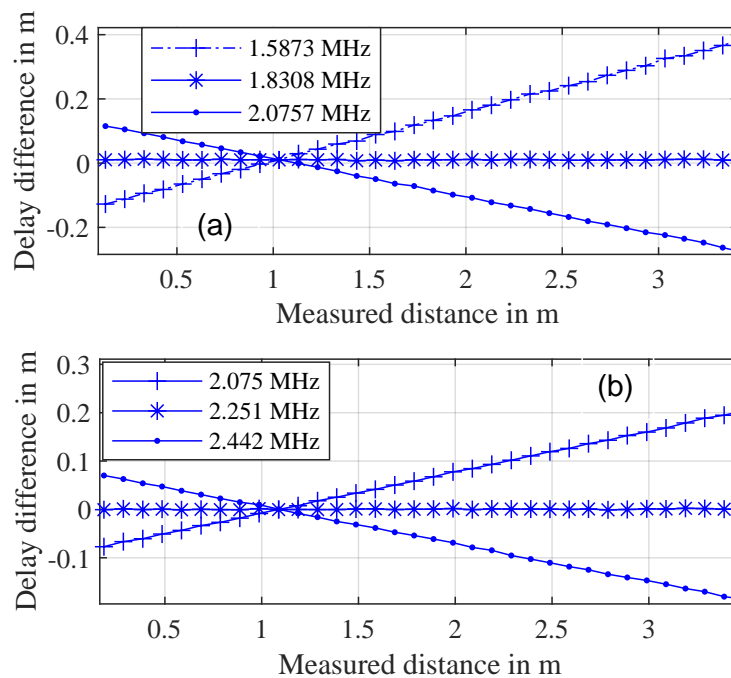 0.4
0.2
0
-0.2
Delay difference in m
1.5873 MHz
1.8308 MHz
2.0757 MHz
(a)
0.5
1
1.5
2
2.5
3
Measured distance in m
0.3
0.2
0.1
0
-0.1
Delay difference in m
2.075 MHz
2.251 MHz
2.442 MHz
(b)
0.5
1
1.5
2
2.5
3
Measured distance in m